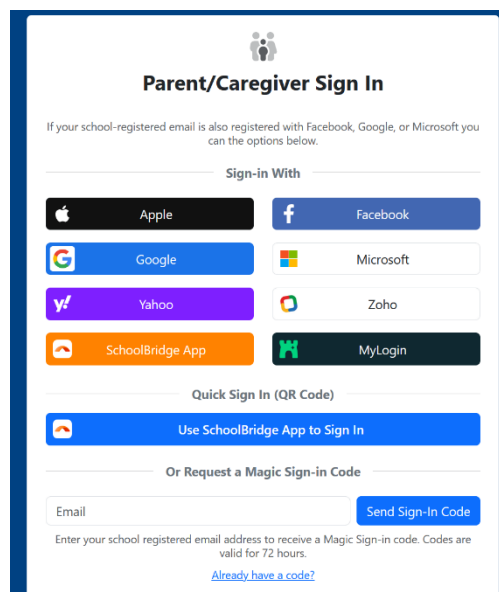 Parent/Caregiver Sign In
If your school-registered email is also registered with Facebook, Google, or Microsoft you
can the options below.
Sign-in With
Apple
Facebook
G Google
Microsoft
y! Yahoo
Zoho
SchoolBridge App
MyLogin
Quick Sign In (QR Code)
Use SchoolBridge App to Sign In
Or Request a Magic Sign-in Code
Email
Send Sign-In Code
Enter your school registered email address to receive a Magic Sign-in code. Codes are
valid for 72 hours.
Already have a code?